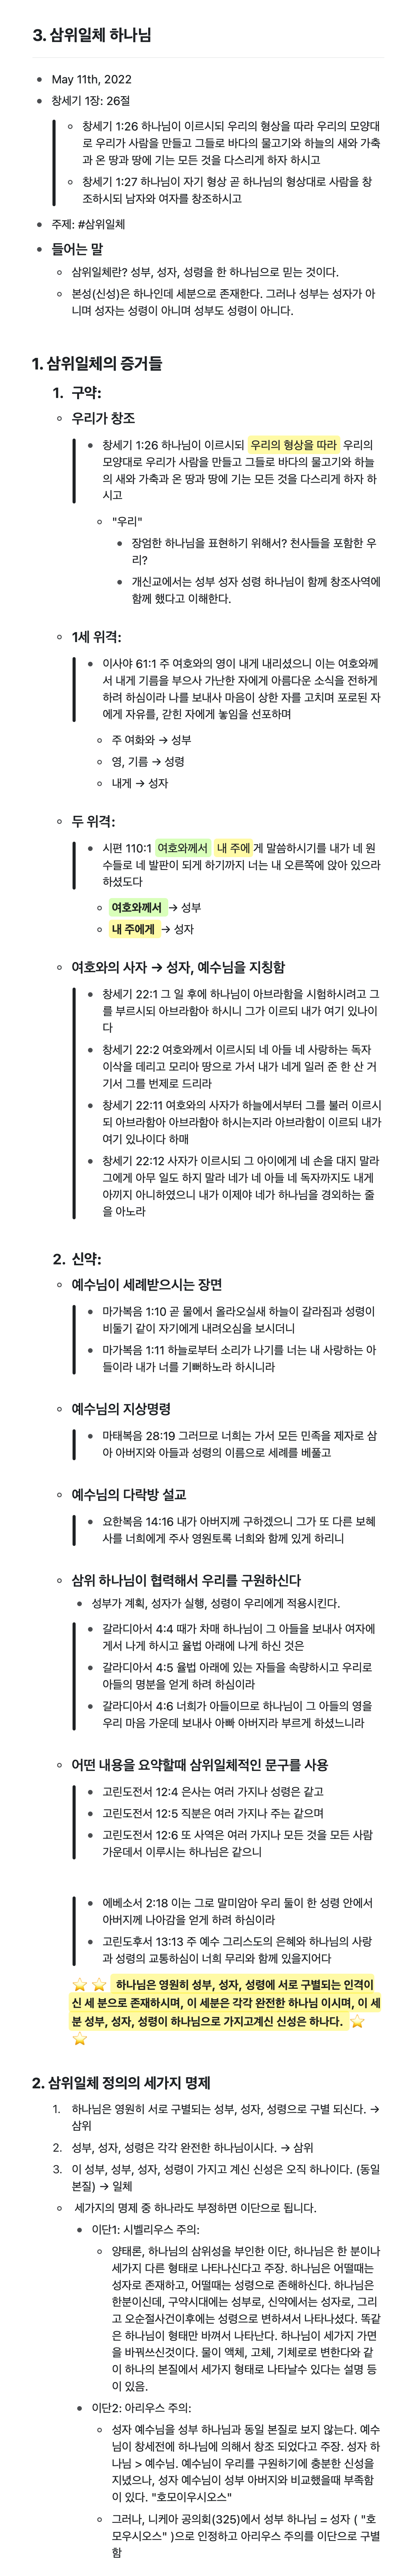 3. 삼위일체 하나님
May 11th, 2022
창세기 1장: 26절
창세기 1:26 하나님이 이르시되 우리의 형상을 따라 우리의 모양대
로 우리가 사람을 만들고 그들로 바다의 물고기와 하늘의 새와 가축
과 온 땅과 땅에 기는 모든 것을 다스리게 하자 하시고
창세기 1:27 하나님이 자기 형상 곧 하나님의 형상대로 사람을 창
조하시되 남자와 여자를 창조하시고
주제: #삼위일체
들어는 말
삼위일체란? 성부, 성자, 성령를 한 하나님으로 믿는 것이다.
본성(신성)은 하나인데 세분으로 존재한다. 그러나 성부는 성자가 아
니며 성자는 성령이 아니며 성부도 성령이 아니다.
1. 삼위일체의 증거들
1. 구약:
우리가 창조
창세기 1:26 하나님이 이르시되 우리의 형상을 따라 우리의
모양대로 우리가 사람을 만들고 그들로 바다의 물고기와 하늘
의 새와 가축과 온 땅과 땅에 기는 모든 것을 다스리게 하자 하
시고
"우리"
장엄한 하나님을 표현하기 위해서? 천사들을 포함한 우
리?
개신교에서는 성부 성자 성령 하나님이 함께 창조사역에
함께 했다고 이해한다.
1세 위격:
이사야 61:1 주 여호와의 영이 내게 내리셨으니 이는 여호와께
서 내게 기름을 부으사 가난한 자에게 아름다운 소식을 전하게
하려 하심이라 나를 보내사 마음이 상한 자를 고치며 포로된 자
에게 자유를, 갇힌 자에게 놓임을 선포하며
주 여화와 → 성부
영, 기름 → 성령
내게 → 성자
두 위격:
시편 110:1 여호와께서 내 주에게 말씀하시기를 내가 네 원
수들로 네 발판이 되게 하기까지 너는 내 오른쪽에 앉아 있으라
하셨도다
여호와께서 → 성부
내 주에게 → 성자
여호와의 사자 → 성자, 예수님을 지칭함
창세기 22:1 그 일 후에 하나님이 아브라함을 시험하시려고 그
를 부르시되 아브라함아 하시니 그가 이르되 내가 여기 있나이
다
창세기 22:2 여호와께서 이르시되 네 아들 네 사랑하는 독자
이삭을 데리고 모리아 땅으로 가서 내가 네게 일러 준 한 산 거
기서 그를 번제로 드리라
창세기 22:11 여호와의 사자가 하늘에서부터 그를 불러 이르시
되 아브라함아 아브라함아 하시는지라 아브라함이 이르되 내가
여기 있나이다 하매
창세기 22:12 사자가 이르시되 그 아이에게 네 손을 대지 말라
그에게 아무 일도 하지 말라 네가 네 아들 네 독자까지도 내게
아끼지 아니하였으니 내가 이제야 네가 하나님을 경외하는 줄
을 아노라
2. 신약:
예수님이 세례받으시는 장면
마가복음 1:10 곧 물에서 올라오실새 하늘이 갈라짐과 성령이
비둘기 같이 자기에게 내려오심을 보시더니
마가복음 1:11 하늘로부터 소리가 나기를 너는 내 사랑하는 아
들이라 내가 너를 기뻐하노라 하시니라
예수님의 지상명령
마태복음 28:19 그러므로 너희는 가서 모든 민족을 제자로 삼
아 아버지와 아들과 성령의 이름으로 세례를 베풀고
예수님의 다락방 설교
요한복음 14:16 내가 아버지께 구하겠으니 그가 또 다른 보혜
사를 너희에게 주사 영원토록 너희와 함께 있게 하리니
삼위 하나님이 협력해서 우리를 구원하신다
성부가 계획, 성자가 실행, 성령이 우리에게 적용시킨다.
갈라디아서 4:4 때가 차매 하나님이 그 아들을 보내사 여자에
게서 나게 하시고 율법 아래에 나게 하신 것은
갈라디아서 4:5 율법 아래에 있는 자들을 속량하시고 우리로
아들의 명분을 얻게 하려 하심이라
갈라디아서 4:6 너희가 아들이므로 하나님이 그 아들의 영을
우리 마음 가운데 보내사 아빠 아버지라 부르게 하셨느니라
어떤 내용을 요약할때 삼위일체적인 문구를 사용
고린도전서 12:4 은사는 여러 가지나 성령은 같고
고린도전서 12:5 직분은 여러 가지나 주는 같으며
고린도전서 12:6 또 사역은 여러 가지나 모든 것을 모든 사람
가운데서 이루시는 하나님은 같으니
에베소서 2:18 이는 그로 말미암아 우리 둘이 한 성령 안에서
아버지께 나아감을 얻게 하려 하심이라
고린도후서 13:13 주 예수 그리스도의 은혜와 하나님의 사랑
과 성령의 교통하심이 너희 무리와 함께 있을지어다
⭐⭐ 하나님은 영원히 성부, 성자, 성령에 서로 구별되는 인격이
신 세 분으로 존재하시며, 이 세분은 각각 완전한 하나님 이시며, 이 세
분 성부, 성자, 성령이 하나님으로 가지고계신 신성은 하나다. ⭐
⭐
2. 삼위일체 정의의 세가지 명제
1. 하나님은 영원히 서로 구별되는 성부, 성자, 성령으로 구별 되신다. →
삼위
2. 성부, 성자, 성령은 각각 완전한 하나님이시다. → 삼위
3. 이 성부, 성부, 성자, 성령이 가지고 계신 신성은 오직 하나이다. (동일
본질) → 일체
세가지의 명제 중 하나라도 부정하면 이단으로 됩니다.
이단1: 시벨리우스 주의:
양태론, 하나님의 삼위성을 부인한 이단, 하나님은 한 분이나
세가지 다른 형태로 나타나신다고 주장. 하나님은 어떨때는
성자로 존재하고, 어떨때는 성령으로 존해하신다. 하나님은
한분이신데, 구약시대에는 성부로, 신약에서는 성자로, 그리
고 오순절사건이후에는 성령으로 변하셔서 나타나셨다. 똑같
은 하나님이 형태만 바껴서 나타난다. 하나님이 세가지 가면
을 바꿔쓰신것이다. 물이 액체, 고체, 기체로로 변한다와 같
이 하나의 본질에서 세가지 형태로 나타날수 있다는 설명 등
이 있음.
이단2: 아리우스 주의:
성자 예수님을 성부 하나님과 동일 본질로 보지 않는다. 예수
님이 창세전에 하나님에 의해서 창조 되었다고 주장. 성자 하
나님 > 예수님. 예수님이 우리를 구원하기에 충분한 신성을
지녔으나, 성자 예수님이 성부 아버지와 비교했을때 부족함
이 있다. "호모이우시오스"
그러나, 니케아 공의회(325)에서 성부 하나님 = 성자 ( "호
모우시오스" )으로 인정하고 아리우스 주의를 이단으로 구별
함